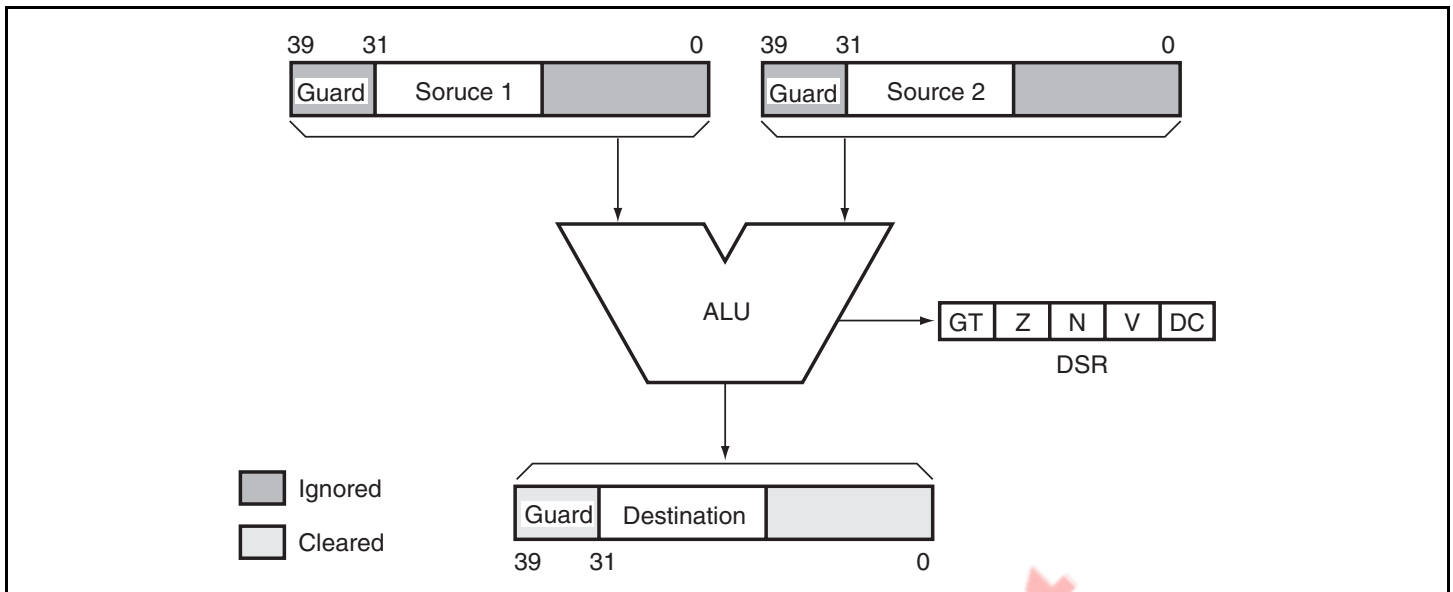 39 31 0 39 31 0
Guard Soruce 1 Guard Source 2
ALU
GT Z N V DC
DSR
Ignored
Cleared
Guard Destination
39 31 0